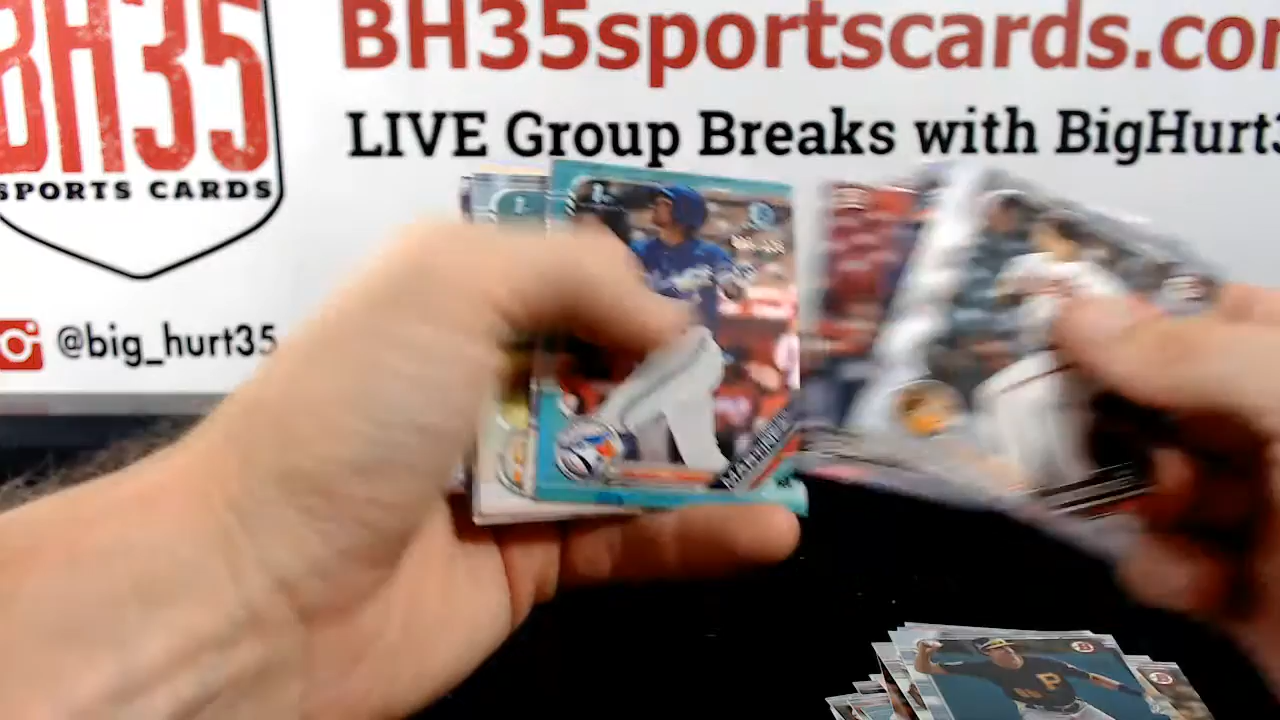 BH35
SPORTS CARDS
BH35sportscards.co
LIVE Group Breaks with BigHurt3
@big_hurt35
P